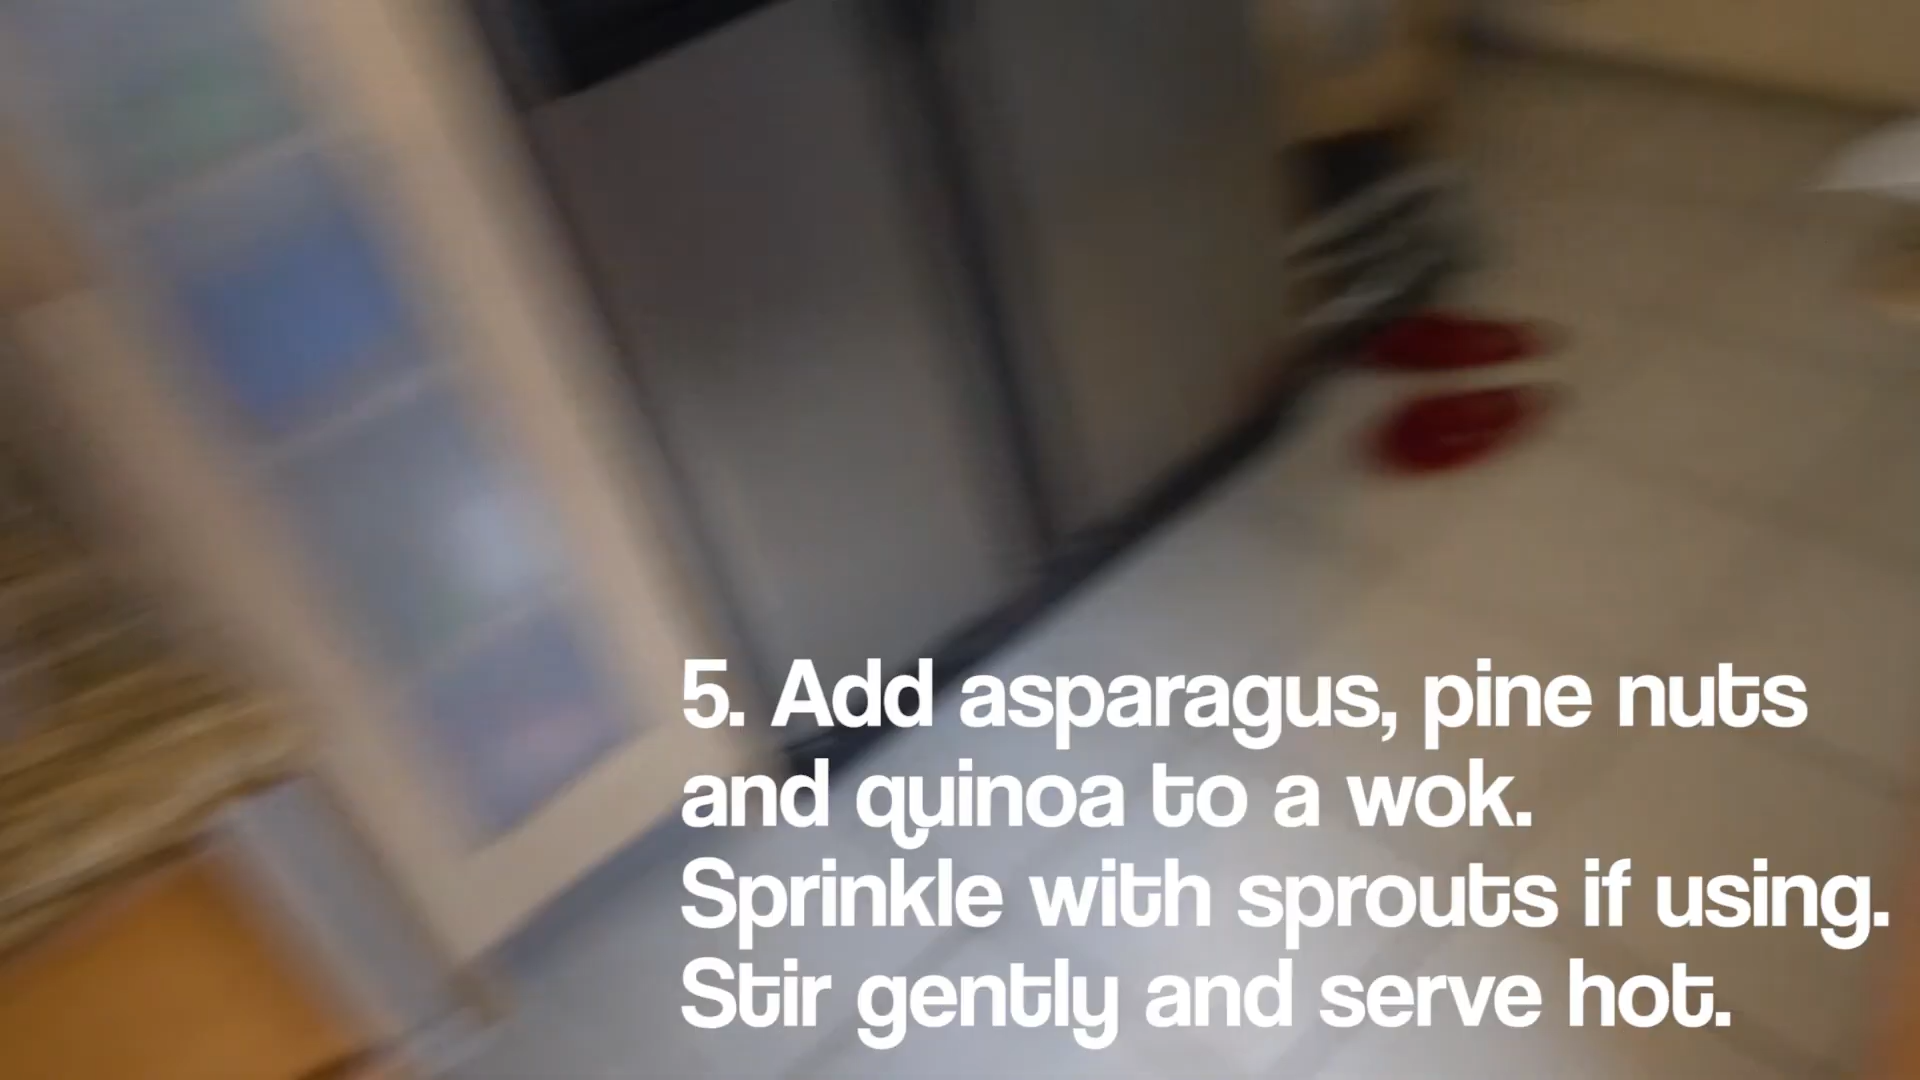 5. Add asparagus, pine nuts
and quinoa to a wok.
Sprinkle with sprouts if using.
Stir gently and serve hot.